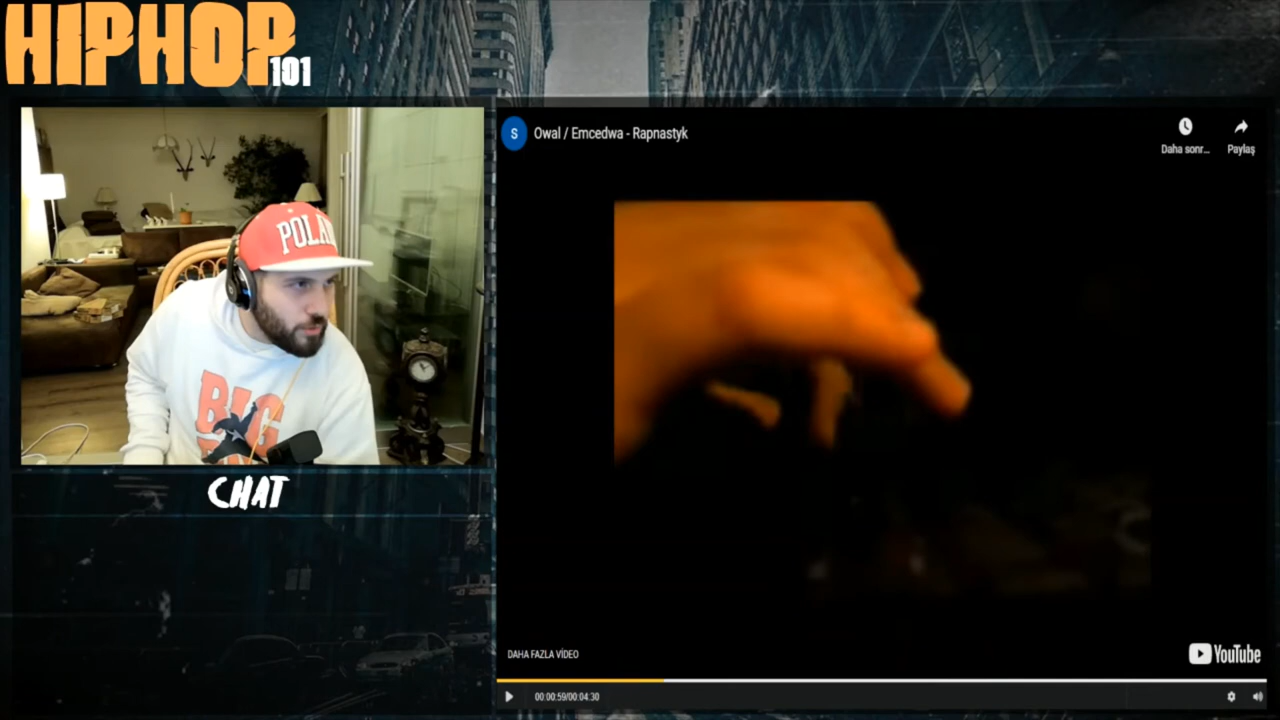 HIPHOP
101
S
Owal / Emcedwa - Rapnastyk
Daha sonr...
Paylaş
POLAN
BIG
CHAT
DAHA FAZLA VİDEO
YouTube
00:00:59/00:04:30